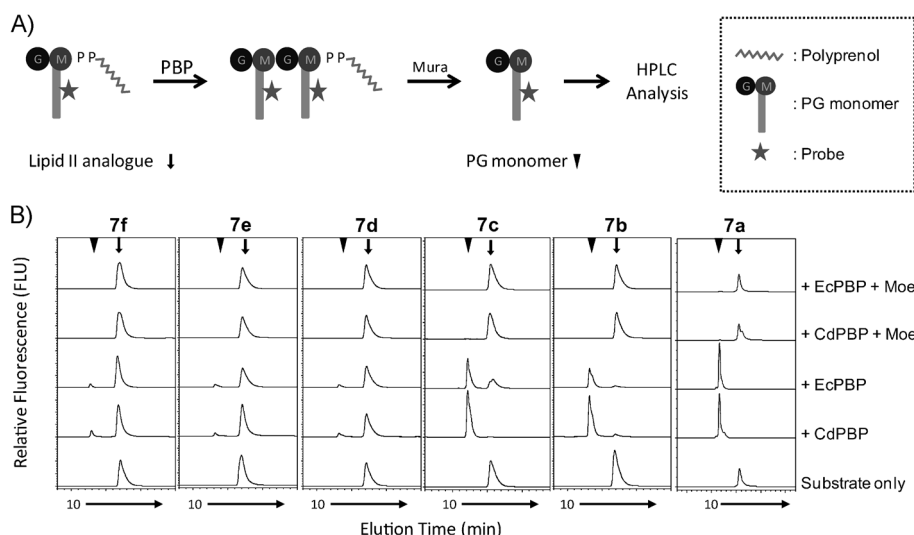 A)
G M P P
PBP
G M G M P P
Mura
G M
HPLC
Analysis
: Polyprenol
G M
: PG monomer
: Probe
Lipid II analogue
PG monomer
B)
7f 7e 7d 7c 7b 7a
Relative Fluorescence (FLU)
+ EcPBP + Moe
+ CdPBP + Moe
+ EcPBP
+ CdPBP
Substrate only
10 10 10 10 10 10
Elution Time (min)